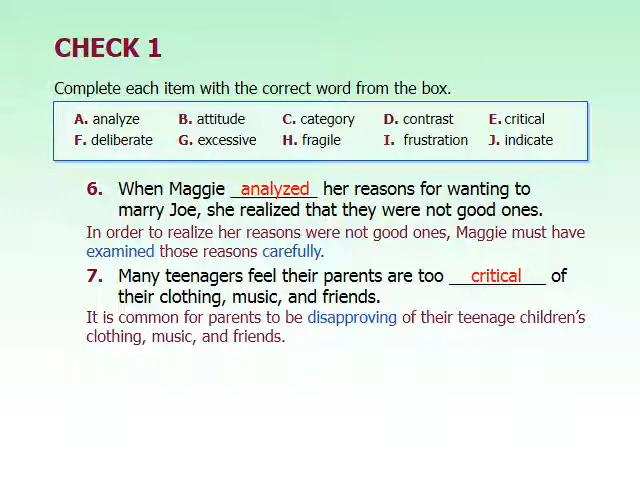 CHECK 1
Complete each item with the correct word from the box.
A. analyze B. attitude C. category D. contrast E. critical
F. deliberate G. excessive H. fragile I. frustration J. indicate
6. When Maggie analyzed her reasons for wanting to
marry Joe, she realized that they were not good ones.
In order to realize her reasons were not good ones, Maggie must have
examined those reasons carefully.
7. Many teenagers feel their parents are too critical of
their clothing, music, and friends.
It is common for parents to be disapproving of their teenage children's
clothing, music, and friends.